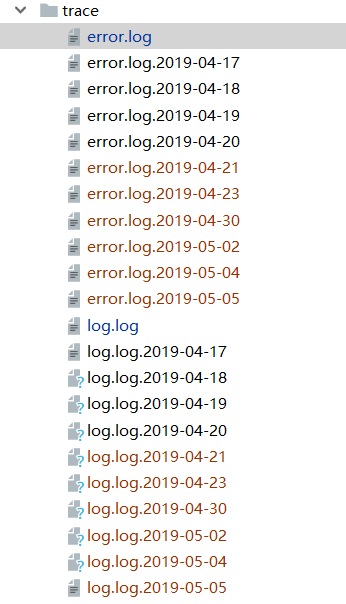 trace
error.log
error.log.2019-04-17
error.log.2019-04-18
error.log.2019-04-19
error.log.2019-04-20
error.log.2019-04-21
error.log.2019-04-23
error.log.2019-04-30
error.log.2019-05-02
error.log.2019-05-04
error.log.2019-05-05
log.log
log.log.2019-04-17
log.log.2019-04-18
log.log.2019-04-19
log.log.2019-04-20
log.log.2019-04-21
log.log.2019-04-23
log.log.2019-04-30
log.log.2019-05-02
log.log.2019-05-04
log.log.2019-05-05